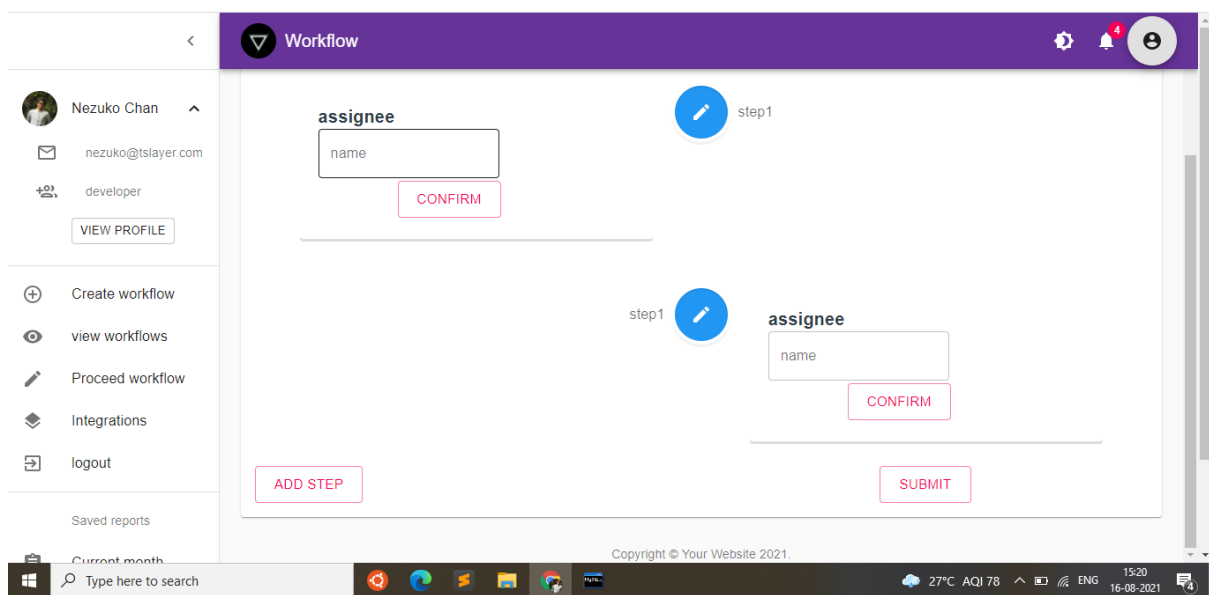 Workflow
4
Nezuko Chan
nezuko@tslayer.com
developer
VIEW PROFILE
Create workflow
view workflows
Proceed workflow
Integrations
logout
Saved reports
Current month
assignee
name
CONFIRM
step1
step1
assignee
name
CONFIRM
ADD STEP
SUBMIT
Copyright © Your Website 2021.
Type here to search
27°C AQI 78
ENG
15:20
16-08-2021
4